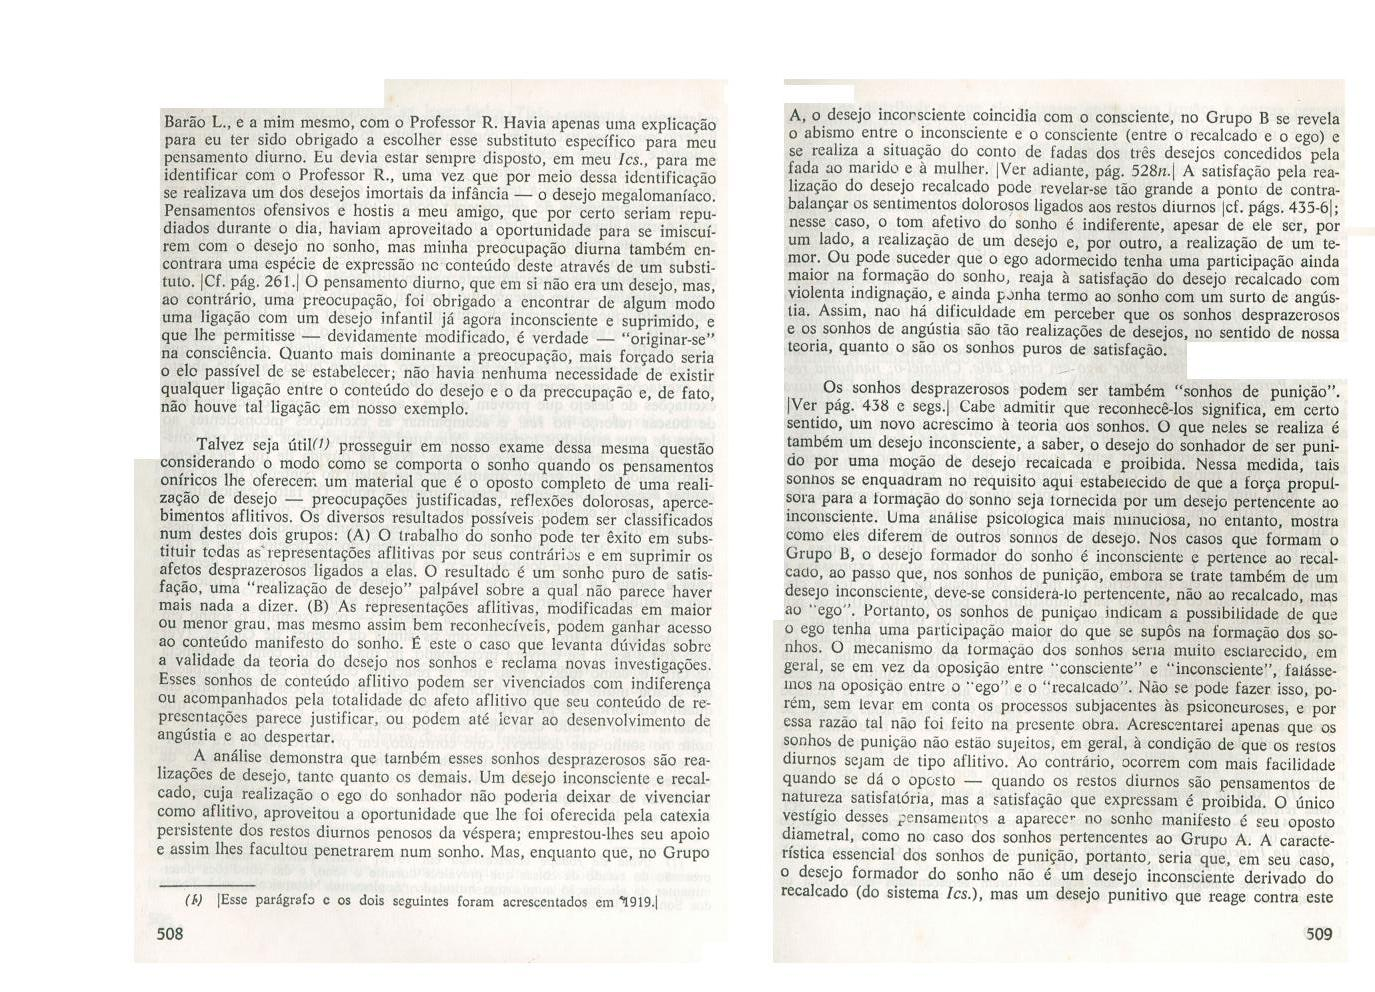 Barão L., e a mim mesmo, com o Professor R. Havia apenas uma explicação
para eu ter sido obrigado a escolher esse substituto específico para meu
pensamento diurno. Eu devia estar sempre disposto, em meu Ics., para me
identificar com o Professor R., uma vez que por meio dessa identificação
se realizava um dos desejos imortais da infância — o desejo megalomaníaco.
Pensamentos ofensivos e hostis a meu amigo, que por certo seriam repu-
diados durante o dia, haviam aproveitado a oportunidade para se imiscuí-
rem com o desejo no sonho, mas minha preocupação diurna também en-
contrara uma espécie de expressão no conteúdo deste através de um substi-
tuto. |Cf. pág. 261.| O pensamento diurno, que em si não era um desejo, mas,
ao contrário, uma preocupação, foi obrigado a encontrar de algum modo
uma ligação com um desejo infantil já agora inconsciente e suprimido, e
que lhe permitisse — devidamente modificado, é verdade — “originar-se”
na consciência. Quanto mais dominante a preocupação, mais forçado seria
o elo passível de se estabelecer; não havia nenhuma necessidade de existir
qualquer ligação entre o conteúdo do desejo e o da preocupação e, de fato,
não houve tal ligação em nosso exemplo.
Talvez seja útil(1) prosseguir em nosso exame dessa mesma questão
considerando o modo como se comporta o sonho quando os pensamentos
oníricos lhe oferecem um material que é o oposto completo de uma reali-
zação de desejo — preocupações justificadas, reflexões dolorosas, aperce-
bimentos aflitivos. Os diversos resultados possíveis podem ser classificados
num destes dois grupos: (A) O trabalho do sonho pode ter êxito em subs-
tituir todas as representações aflitivas por seus contrários e em suprimir os
afetos desprazerosos ligados a elas. O resultado é um sonho puro de satis-
fação, uma “realização de desejo” palpável sobre a qual não parece haver
mais nada a dizer. (B) As representações aflitivas, modificadas em maior
ou menor grau, mas mesmo assim bem reconhecíveis, podem ganhar acesso
ao conteúdo manifesto do sonho. É este o caso que levanta dúvidas sobre
a validade da teoria do desejo nos sonhos e reclama novas investigações.
Esses sonhos de conteúdo aflitivo podem ser vivenciados com indiferença
ou acompanhados pela totalidade do afeto aflitivo que seu conteúdo de re-
presentações parece justificar, ou podem até levar ao desenvolvimento de
angústia e ao despertar.
A análise demonstra que também esses sonhos desprazerosos são rea-
lizações de desejo, tanto quanto os demais. Um desejo inconsciente e recal-
cado, cuja realização o ego do sonhador não poderia deixar de vivenciar
como aflitivo, aproveitou a oportunidade que lhe foi oferecida pela catexia
persistente dos restos diurnos penosos da véspera; emprestou-lhes seu apoio
e assim lhes facultou penetrarem num sonho. Mas, enquanto que, no Grupo
|Esse parágrafo e os dois seguintes foram acrescentados em 1919.|
508
A, o desejo inconsciente coincidia com o consciente, no Grupo B se revela
o abismo entre o inconsciente e o consciente (entre o recalcado e o ego) e
se realiza a situação do conto de fadas dos três desejos concedidos pela
fada ao marido e à mulher. |Ver adiante, pág. 528n.| A satisfação pela rea-
lização do desejo recalcado pode revelar-se tão grande a ponto de contra-
balançar os sentimentos dolorosos ligados aos restos diurnos |cf. págs. 435-6|;
nesse caso, o tom afetivo do sonho é indiferente, apesar de ele ser, por
um lado, a realização de um desejo e, por outro, a realização de um te-
mor. Ou pode suceder que o ego adormecido tenha uma participação ainda
maior na formação do sonho, reaja à satisfação do desejo recalcado com
violenta indignação, e ainda ponha termo ao sonho com um surto de angús-
tia. Assim, nao há dificuldade em perceber que os sonhos desprazerosos
e os sonhos de angústia são tão realizações de desejos, no sentido de nossa
teoria, quanto o são os sonhos puros de satisfação.
Os sonhos desprazerosos podem ser também “sonhos de punição”.
|Ver pág. 438 e segs.| Cabe admitir que reconhecê-los significa, em certo
sentido, um novo acrescimo à teoria dos sonhos. O que neles se realiza é
também um desejo inconsciente, a saber, o desejo do sonhador de ser puni-
do por uma moção de desejo recalcada e proibida. Nessa medida, tais
sonhos se enquadram no requisito aqui estabelecido de que a força propul-
sora para a formação do sonho seja fornecida por um desejo pertencente ao
inconsciente. Uma análise psicologica mais minuciosa, no entanto, mostra
como eles diferem de outros sonhos de desejo. Nos casos que formam o
Grupo B, o desejo formador do sonho é inconsciente e pertence ao recal-
cado, ao passo que, nos sonhos de punição, embora se trate também de um
desejo inconsciente, deve-se considerá-lo pertencente, não ao recalcado, mas
ao “ego”. Portanto, os sonhos de puniçao indicam a possibilidade de que
o ego tenha uma participação maior do que se supôs na formação dos so-
nhos. O mecanismo da formação dos sonhos seria muito esclarecido, em
geral, se em vez da oposição entre “consciente” e “inconsciente”, falásse-
mos na oposição entre o “ego” e o “recalcado”. Não se pode fazer isso, po-
rém, sem levar em conta os processos subjacentes às psiconeuroses, e por
essa razão tal não foi feito na presente obra. Acrescentarei apenas que os
sonhos de punição não estão sujeitos, em geral, à condição de que os restos
diurnos sejam de tipo aflitivo. Ao contrário, ocorrem com mais facilidade
quando se dá o oposto — quando os restos diurnos são pensamentos de
natureza satisfatória, mas a satisfação que expressam é proibida. O único
vestígio desses pensamentos a aparecer no sonho manifesto é seu oposto
diametral, como no caso dos sonhos pertencentes ao Grupo A. A caracte-
rística essencial dos sonhos de punição, portanto, seria que, em seu caso,
o desejo formador do sonho não é um desejo inconsciente derivado do
recalcado (do sistema Ics.), mas um desejo punitivo que reage contra este
509